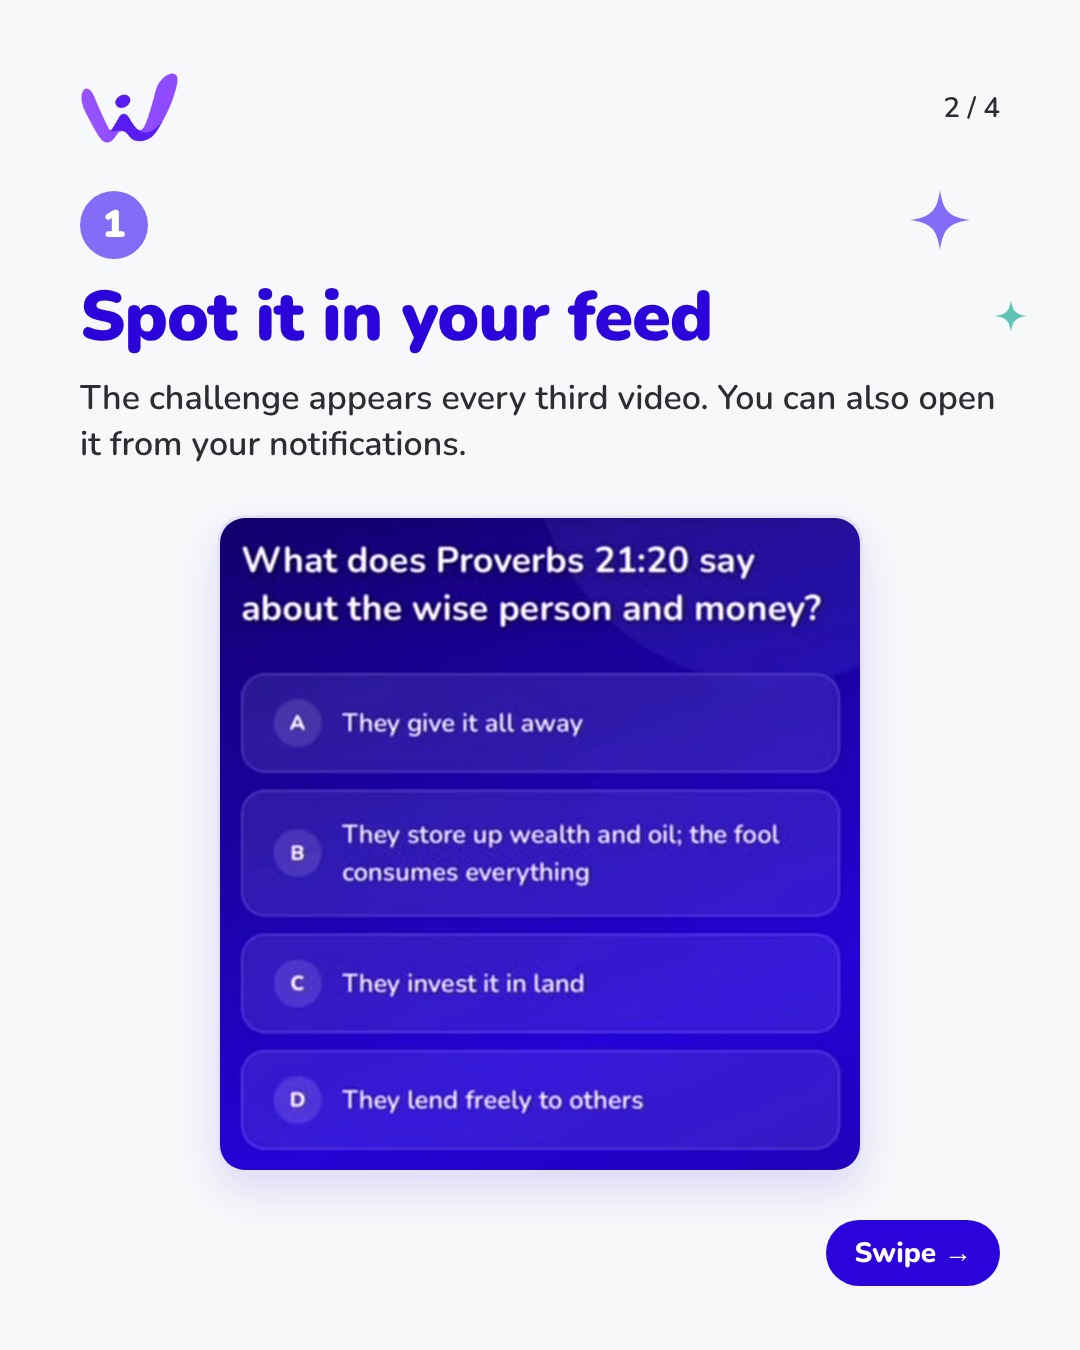 2 / 4
1
Spot it in your feed
The challenge appears every third video. You can also open
it from your notifications.
What does Proverbs 21:20 say
about the wise person and money?
A They give it all away
B They store up wealth and oil; the fool
consumes everything
C They invest it in land
D They lend freely to others
Swipe →